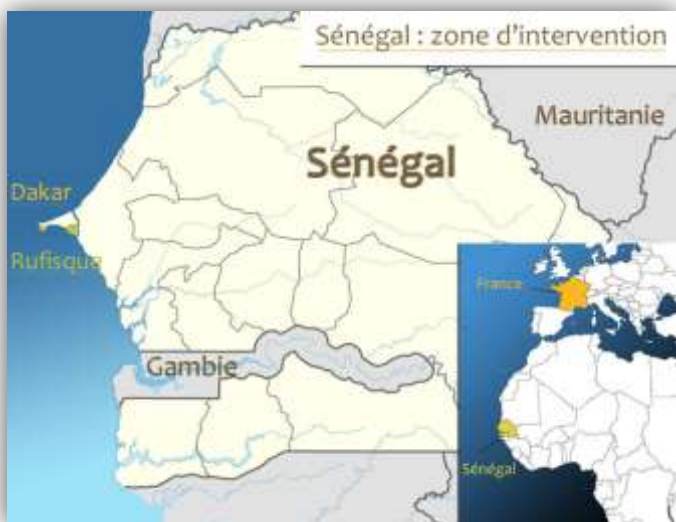 Sénégal : zone d'intervention
Mauritanie
Sénégal
Dakar
Rufisque
Gambie
France
Sénégal